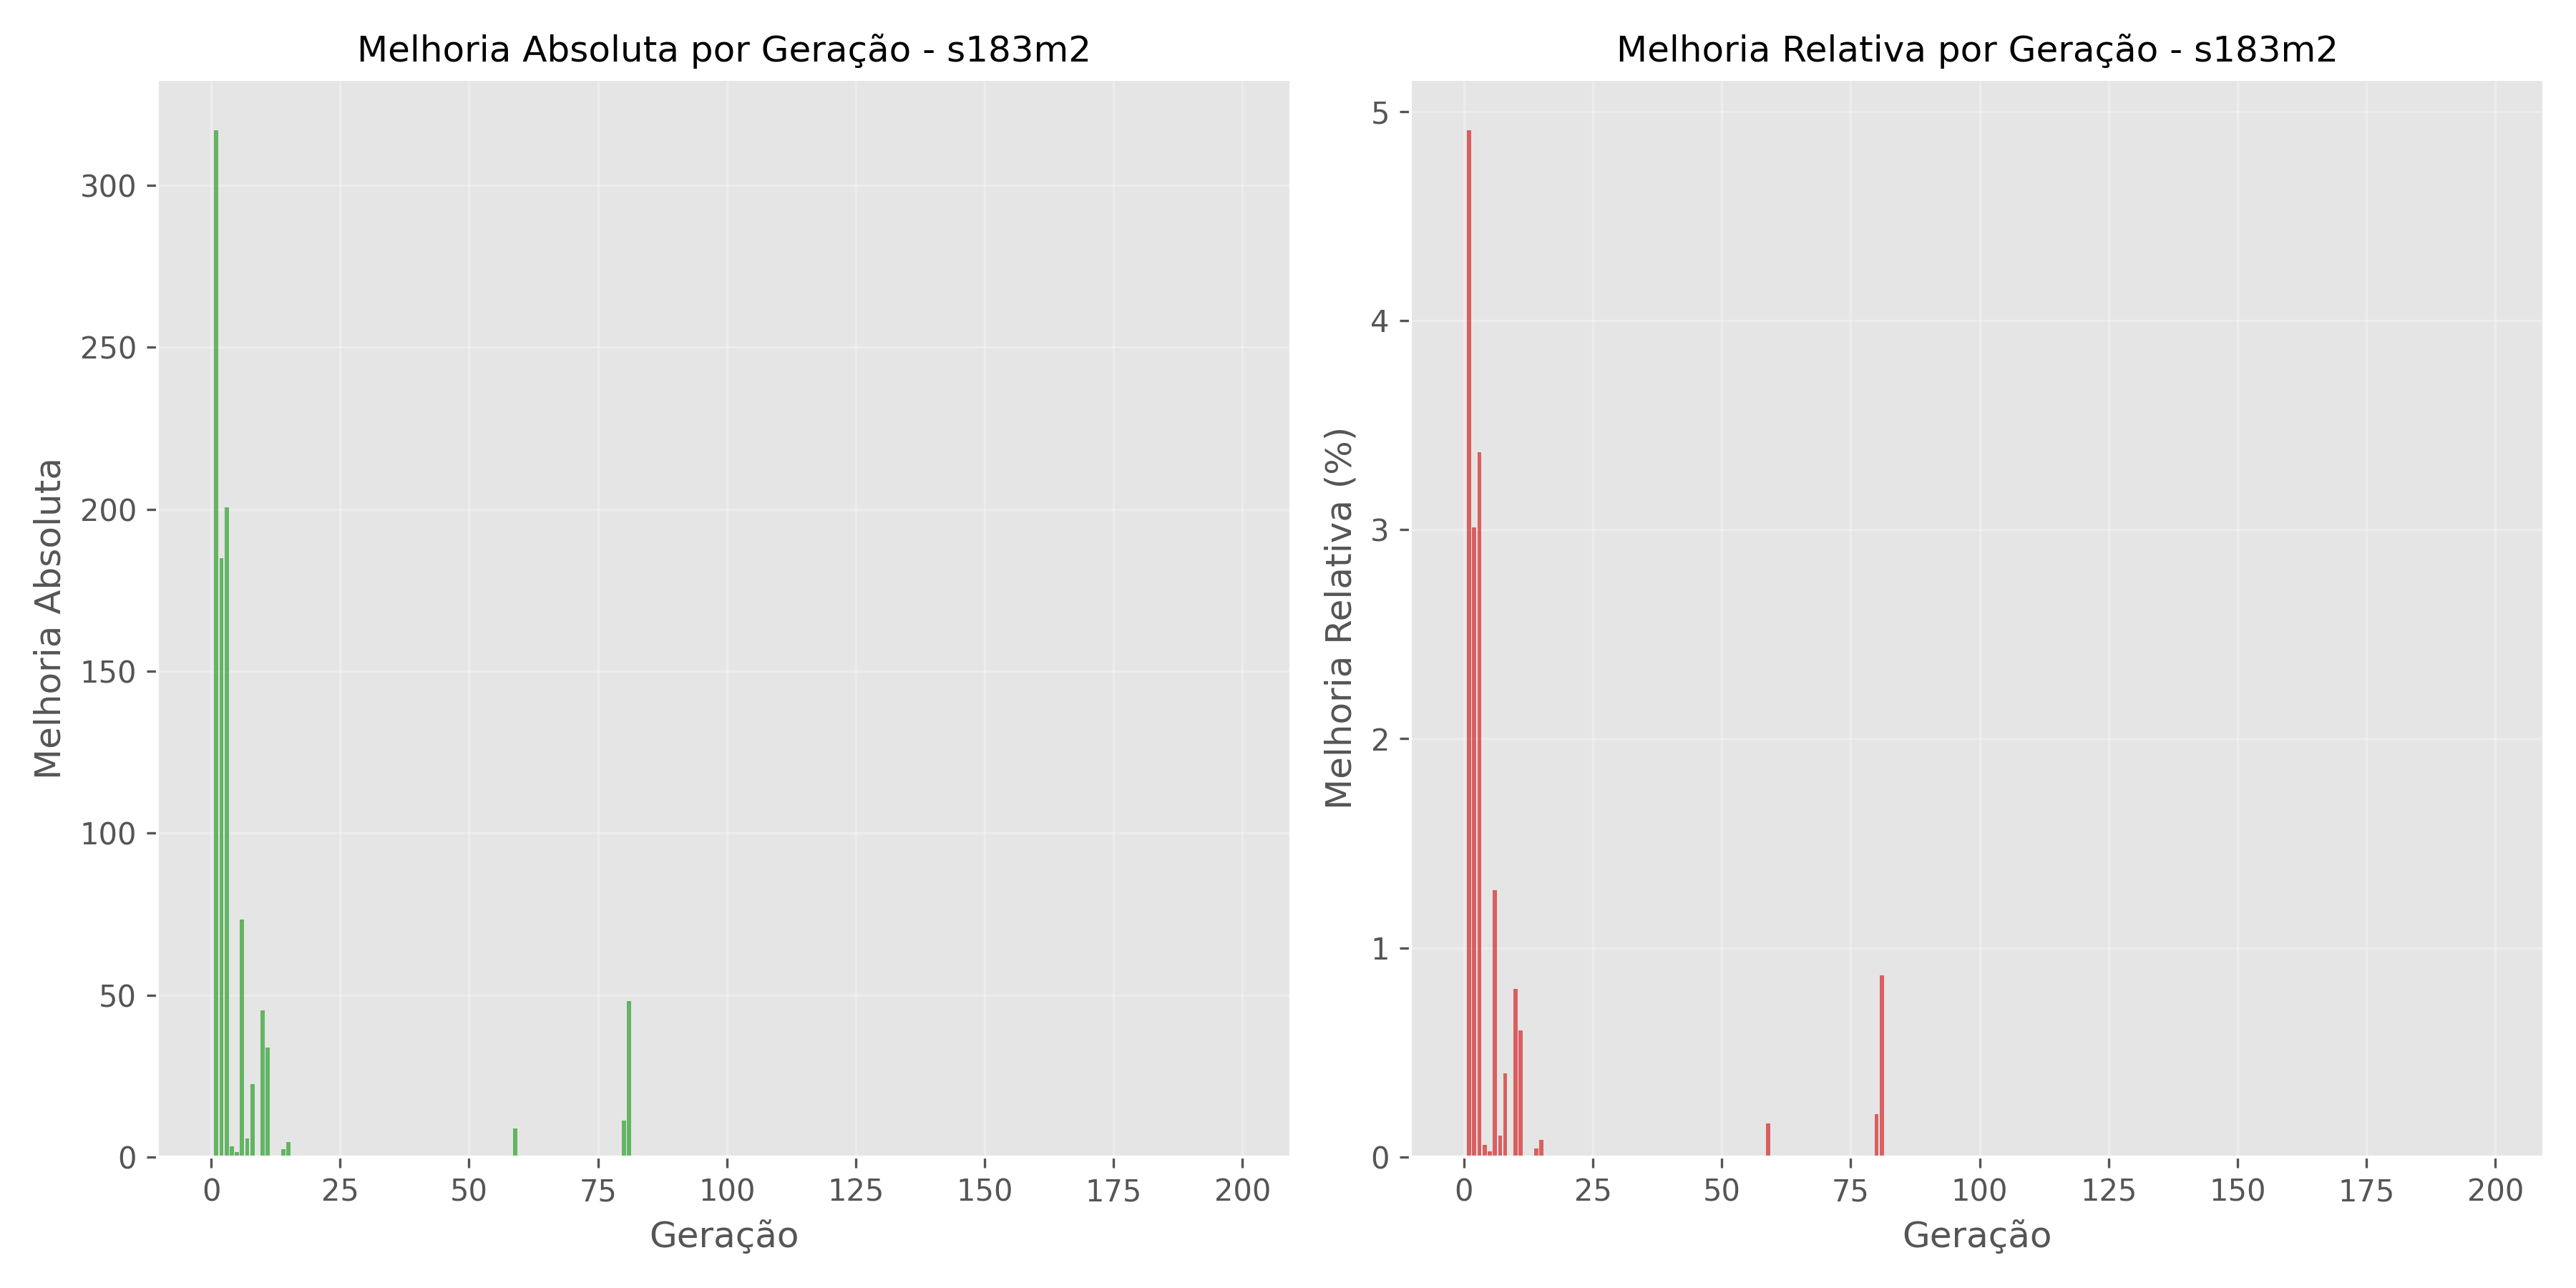 Melhoria Absoluta por Geração - s183m2
Melhoria Absoluta
300
250
200
150
100
50
0
0 25 50 75 100 125 150 175 200
Geração
Melhoria Relativa por Geração - s183m2
Melhoria Relativa (%)
5
4
3
2
1
0
0 25 50 75 100 125 150 175 200
Geração